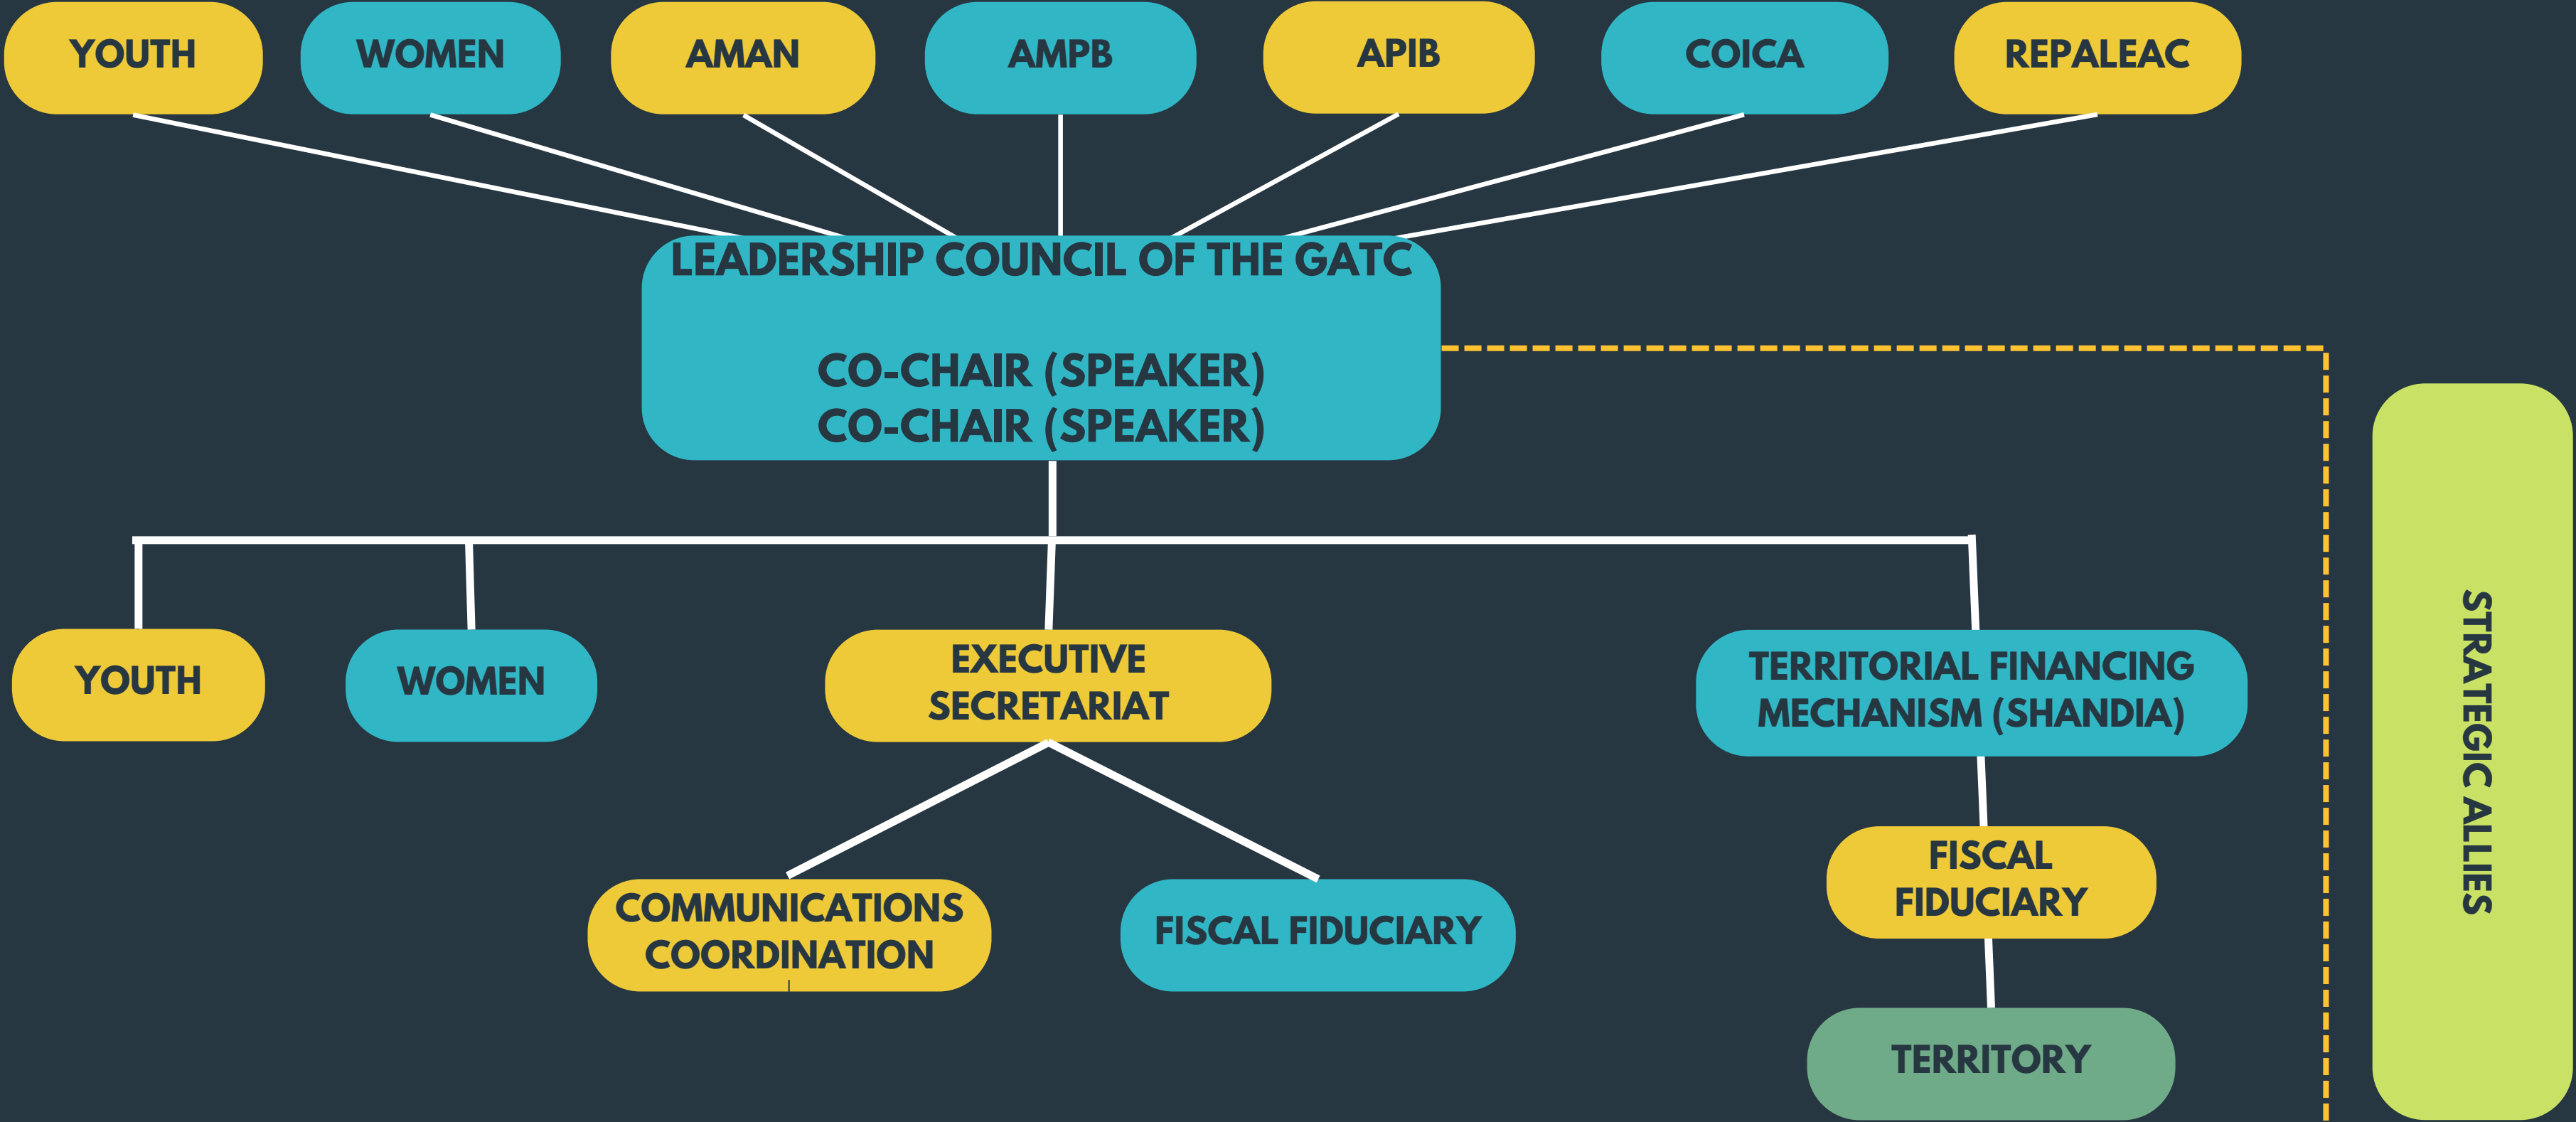 YOUTH
WOMEN
AMAN
AMPB
APIB
COICA
REPALEAC
LEADERSHIP COUNCIL OF THE GATC
CO-CHAIR (SPEAKER)
CO-CHAIR (SPEAKER)
YOUTH
WOMEN
EXECUTIVE
SECRETARIAT
TERRITORIAL FINANCING
MECHANISM (SHANDIA)
COMMUNICATIONS
COORDINATION
FISCAL FIDUCIARY
FISCAL
FIDUCIARY
TERRITORY
STRATEGIC ALLIES